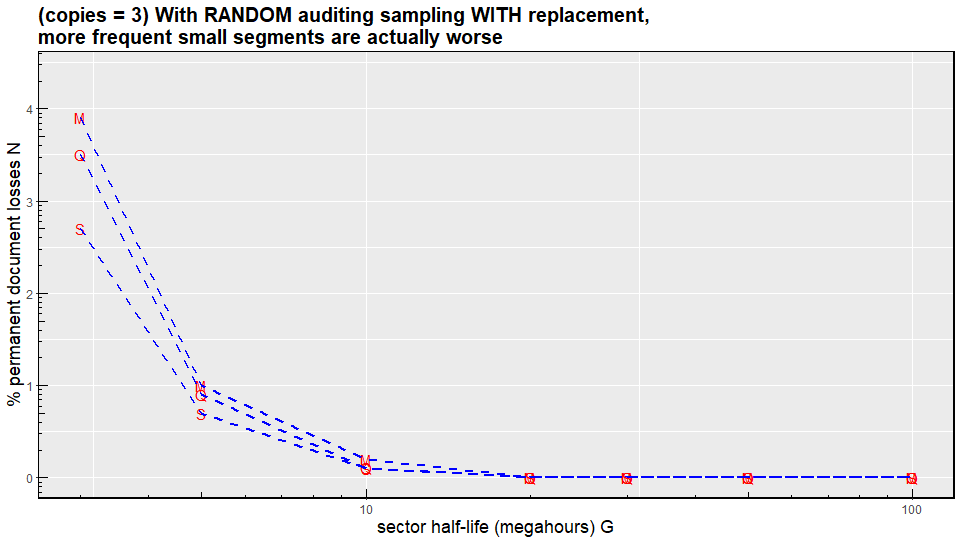 (copies = 3) With RANDOM auditing sampling WITH replacement,
more frequent small segments are actually worse
% permanent document losses N
4
3
2
1
0
M
Q
S
M
Q
S
M
Q
10
100
sector half-life (megahours) G